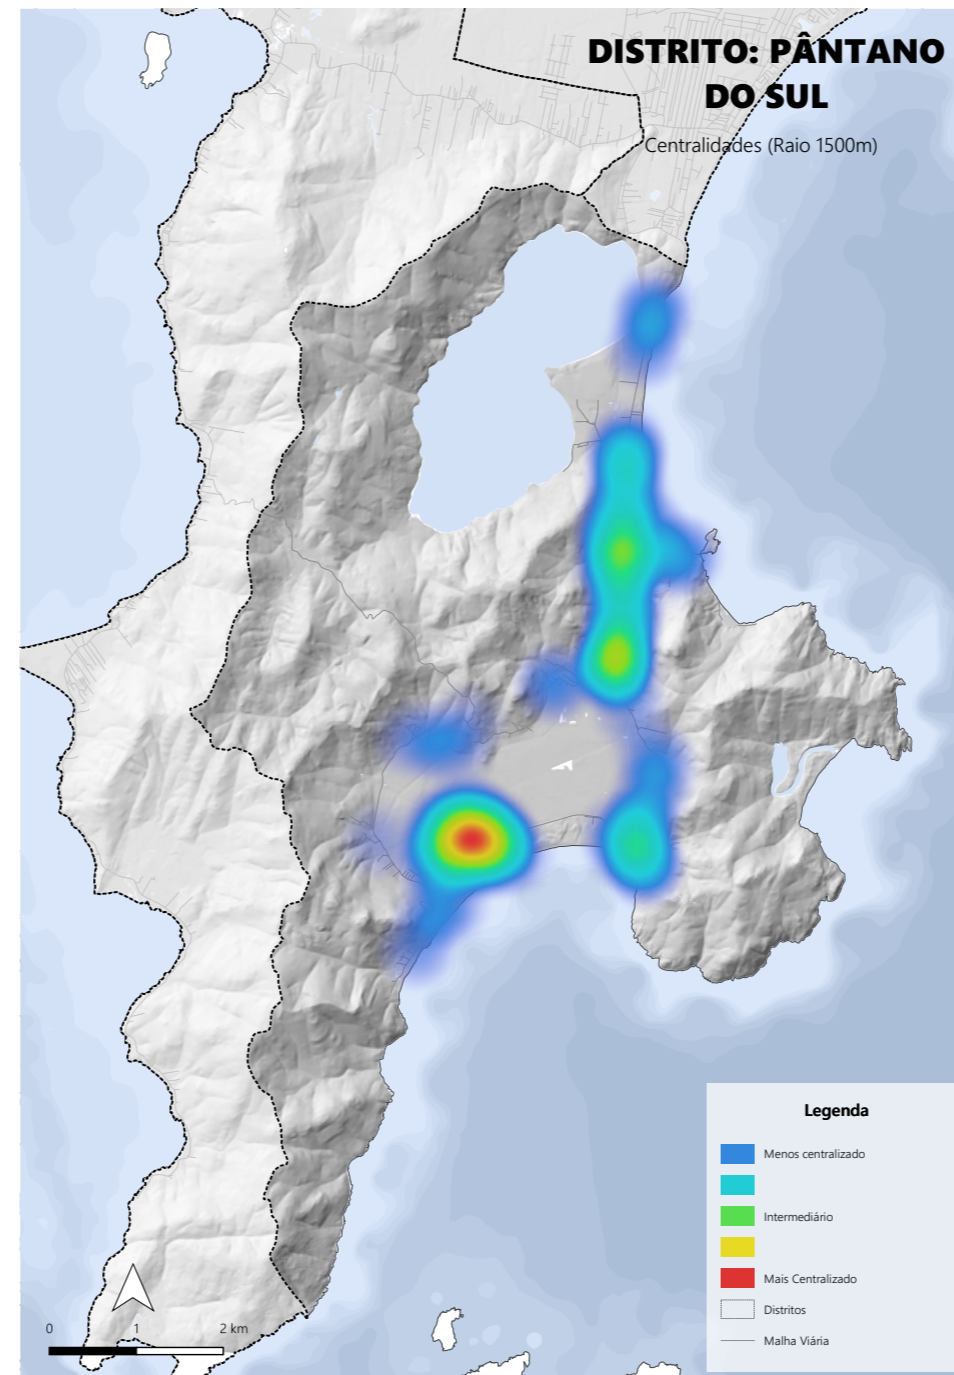 DISTRITO: PÂNTANO
DO SUL
Centralidades (Raio 1500m)
Legenda
Menos centralizado
Intermediário
Mais Centralizado
Distritos
Malha Viária
0 1 2 km